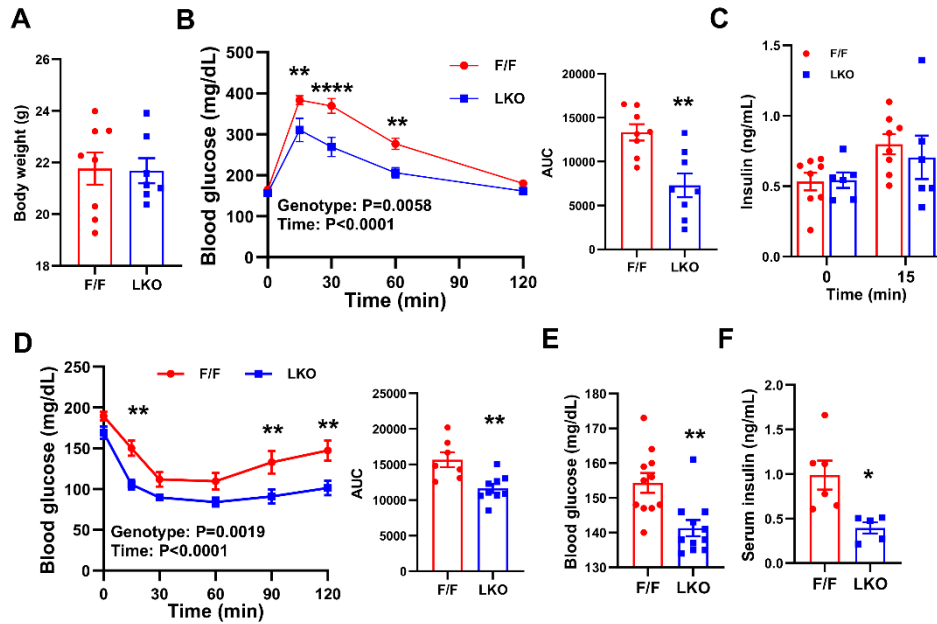 A
Body weight (g)
26
24
22
20
18
F/F
LKO
B
Blood glucose (mg/dL)
500
400
300
200
100
0
**
****
**
F/F
LKO
Genotype: P=0.0058
Time: P<0.0001
0
30
60
90
120
Time (min)
AUC
20000
15000
10000
5000
0
**
F/F
LKO
C
Insulin (ng/mL)
1.5
1.0
0.5
0.0
F/F
LKO
0
15
Time (min)
D
Blood glucose (mg/dL)
250
200
150
100
50
0
F/F
LKO
**
**
**
Genotype: P=0.0019
Time: P<0.0001
0
30
60
90
120
Time (min)
AUC
25000
20000
15000
10000
5000
0
**
F/F
LKO
E
Blood glucose (mg/dL)
180
170
160
150
140
130
**
F/F
LKO
F
Serum insulin (ng/mL)
2.0
1.5
1.0
0.5
0.0
*
F/F
LKO